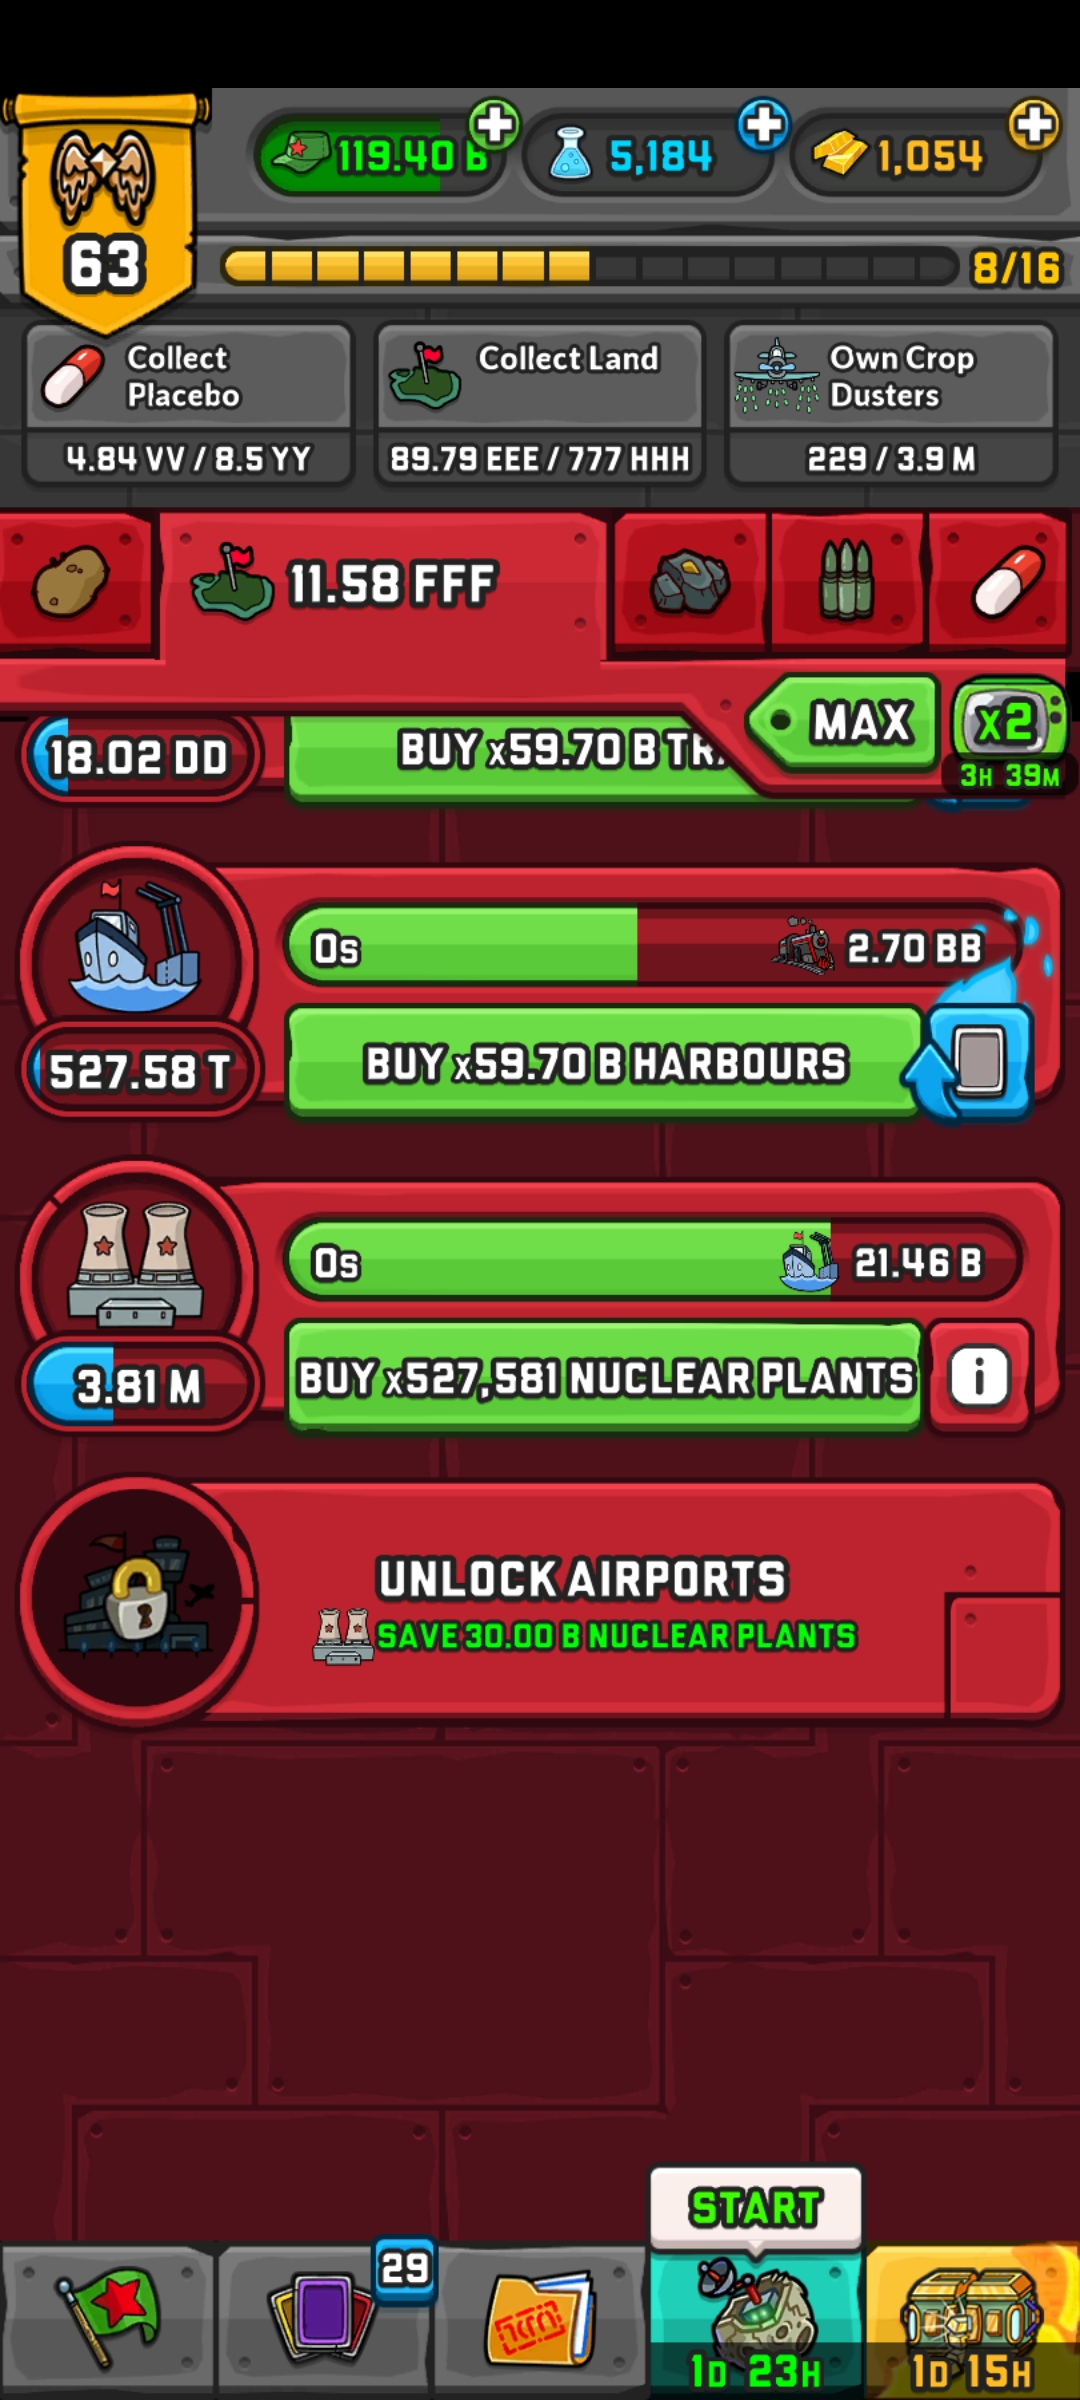 119.40 B
5,184
1,054
63
8/16
Collect
Placebo
4.84 VV / 8.5 YY
Collect Land
89.79 EEE / 777 HHH
Own Crop
Dusters
229 / 3.9 M
11.58 FFF
MAX
x2
3H 39M
18.02 DD
BUY x59.70 B
0s
2.70 BB
527.58 T
BUY x59.70 B HARBOURS
0s
21.46 B
3.81 M
BUY x527,581 NUCLEAR PLANTS
i
UNLOCK AIRPORTS
SAVE 30.00 B NUCLEAR PLANTS
START
29
1D 23H
1D 15H